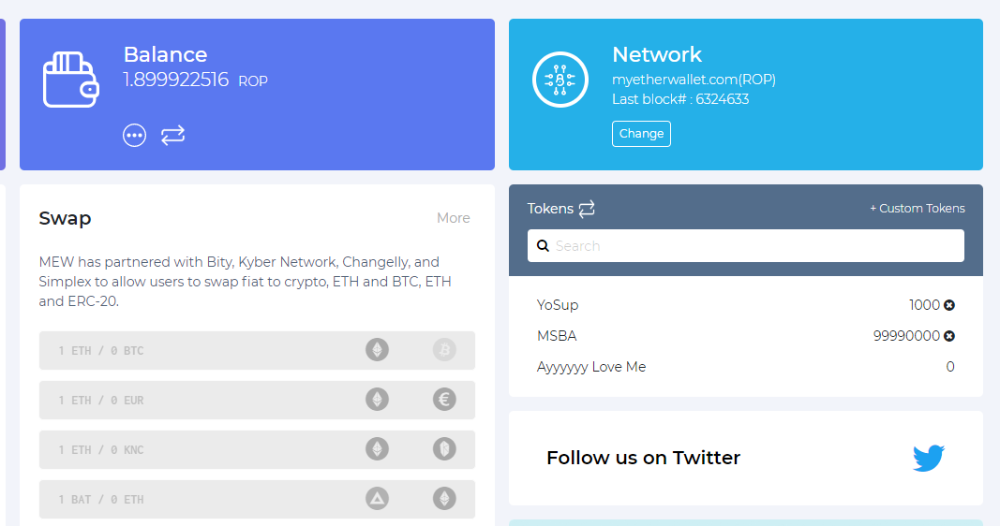 Balance
1.899922516 ROP
Network
myetherwallet.com(ROP)
Last block# : 6324633
Change
Swap
More
MEW has partnered with Bity, Kyber Network, Changelly, and
Simplex to allow users to swap fiat to crypto, ETH and BTC, ETH
and ERC-20.
1 ETH / 0 BTC
1 ETH / 0 EUR
1 ETH / 0 KNC
1 BAT / 0 ETH
Tokens
+ Custom Tokens
Search
YoSup 1000
MSBA 99990000
Ayyyyyy Love Me 0
Follow us on Twitter